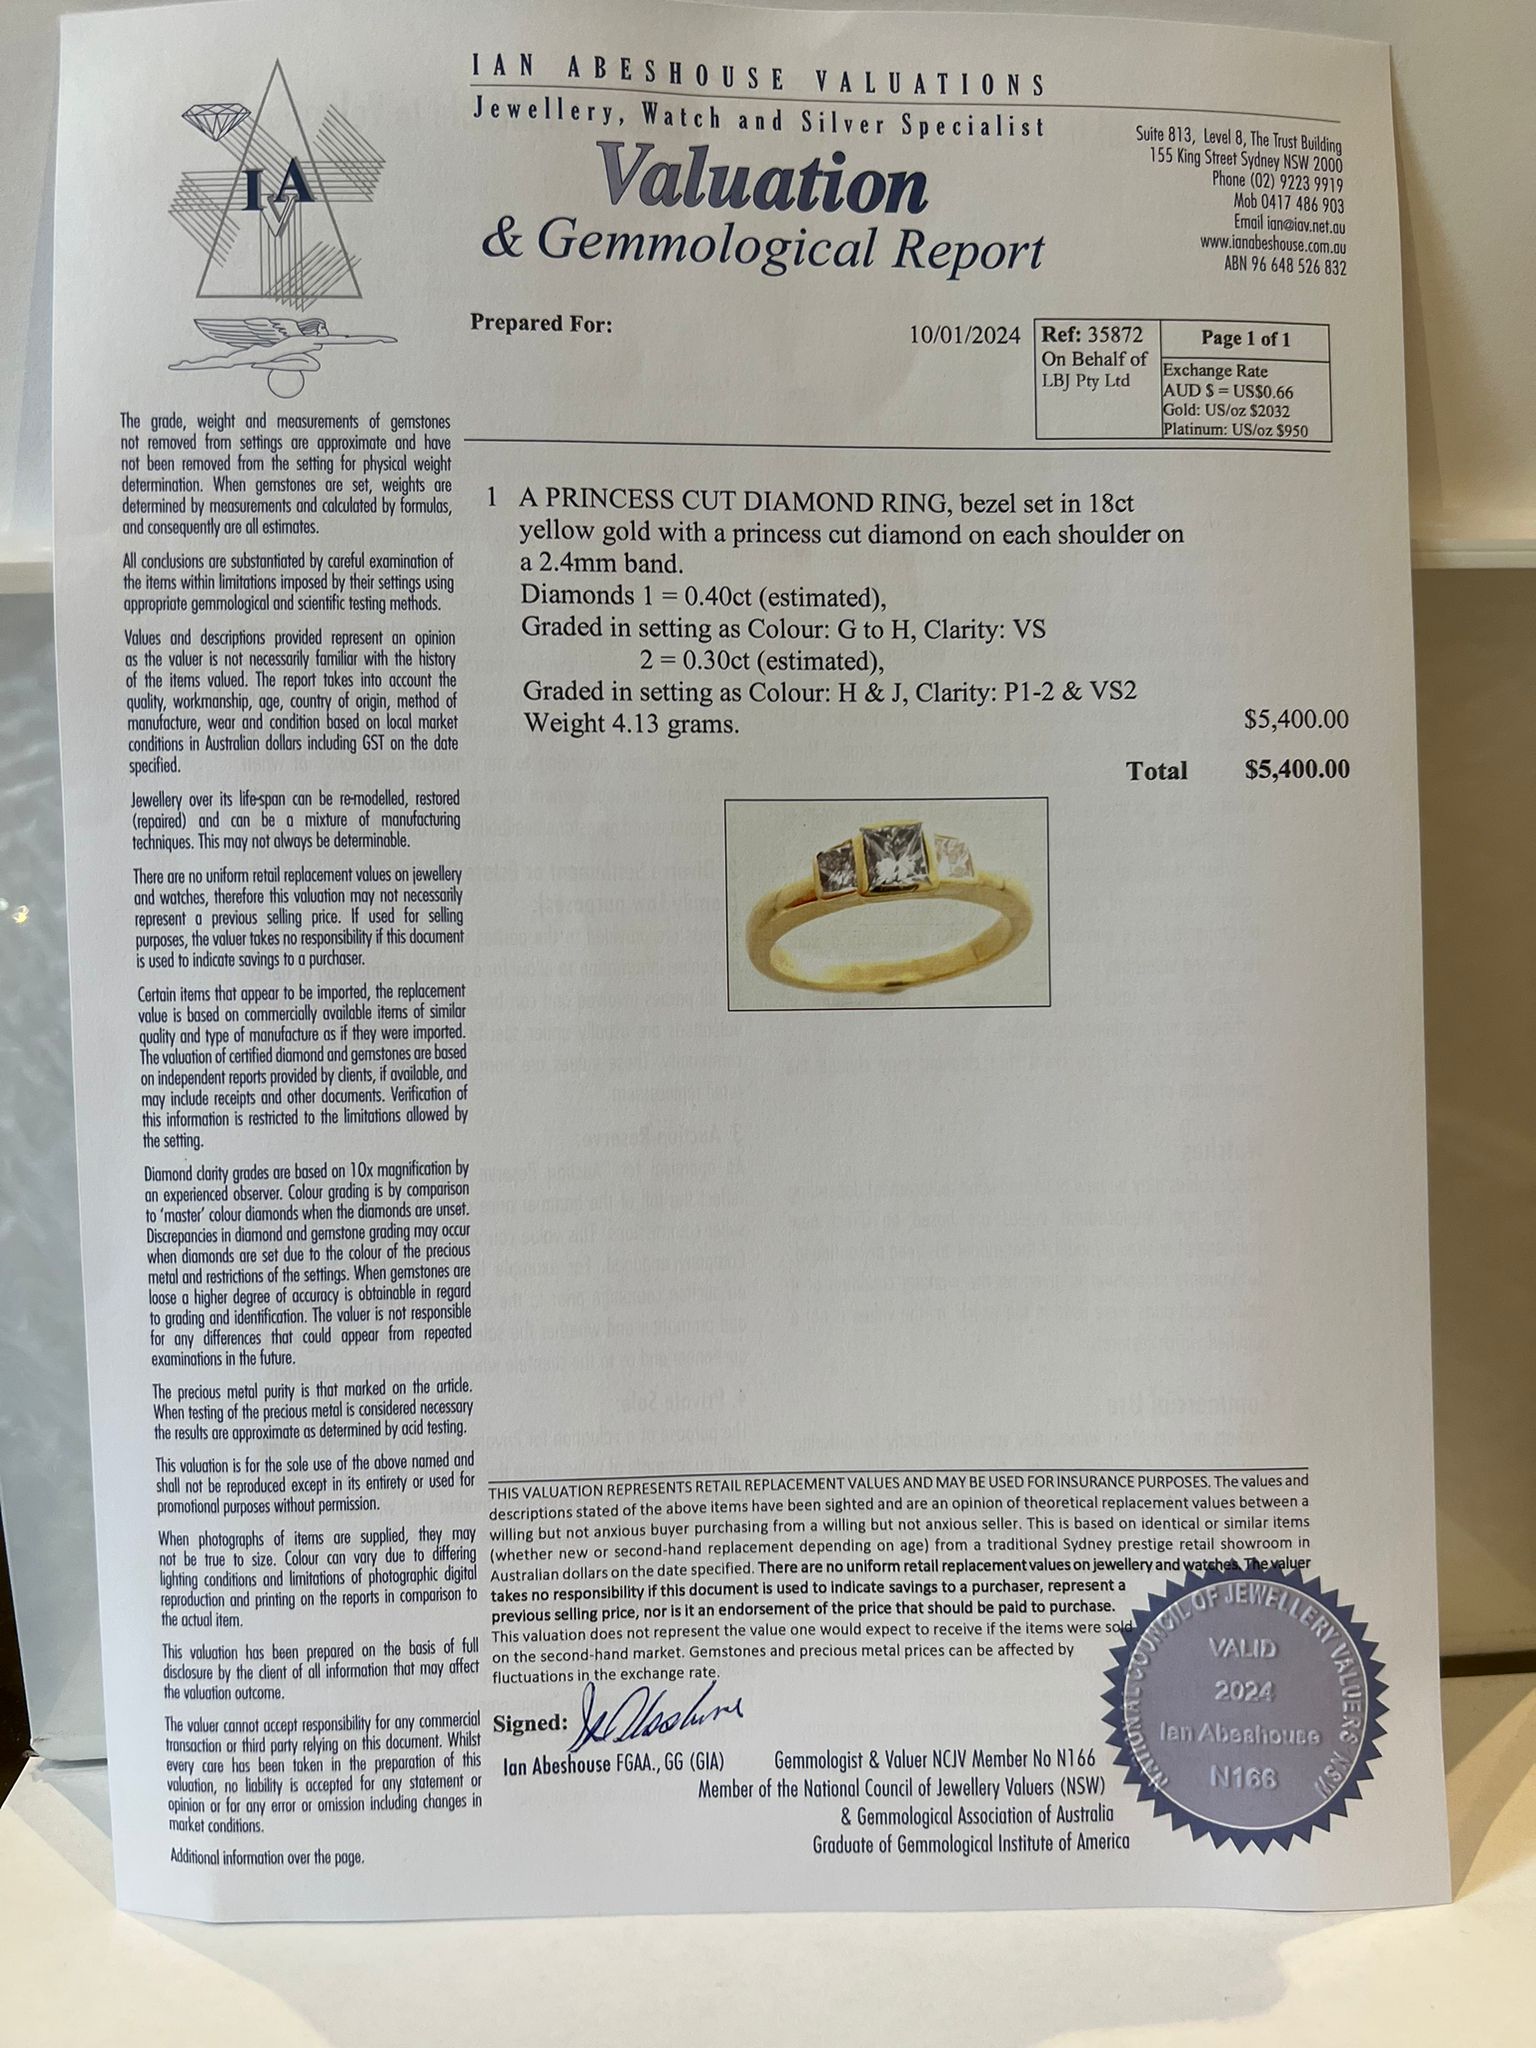 IAN ABESHOUSE VALUATIONS
Jewellery, Watch and Silver Specialist
Valuation
& Gemmological Report
Suite 813, Level 8, The Trust Building
155 King Street Sydney NSW 2000
Phone (02) 9223 9919
Mob 0417 486 903
Email ian@iav.net.au
www.ianabeshouse.com.au
ABN 96 648 526 832
IVA
Prepared For:
10/01/2024
Ref: 35872
On Behalf of
LBJ Pty Ltd
Page 1 of 1
Exchange Rate
AUD $ = US$0.66
Gold: US/oz $2032
Platinum: US/oz $950
The grade, weight and measurements of gemstones
not removed from settings are approximate and have
not been removed from the setting for physical weight
determination. When gemstones are set, weights are
determined by measurements and calculated by formulas,
and consequently are all estimates.
All conclusions are substantiated by careful examination of
the items within limitations imposed by their settings using
appropriate gemmological and scientific testing methods.
Values and descriptions provided represent an opinion
as the valuer is not necessarily familiar with the history
of the items valued. The report takes into account the
quality, workmanship, age, country of origin, method of
manufacture, wear and condition based on local market
conditions in Australian dollars including GST on the date
specified.
Jewellery over its life-span can be re-modelled, restored
(repaired) and can be a mixture of manufacturing
techniques. This may not always be determinable.
There are no uniform retail replacement values on jewellery
and watches, therefore this valuation may not necessarily
represent a previous selling price. If used for selling
purposes, the valuer takes no responsibility if this document
is used to indicate savings to a purchaser.
Certain items that appear to be imported, the replacement
value is based on commercially available items of similar
quality and type of manufacture as if they were imported.
The valuation of certified diamond and gemstones are based
on independent reports provided by clients, if available, and
may include receipts and other documents. Verification of
this information is restricted to the limitations allowed by
the setting.
Diamond clarity grades are based on 10x magnification by
an experienced observer. Colour grading is by comparison
to 'master' colour diamonds when the diamonds are unset.
Discrepancies in diamond and gemstone grading may occur
when diamonds are set due to the colour of the precious
metal and restrictions of the settings. When gemstones are
loose a higher degree of accuracy is obtainable in regard
to grading and identification. The valuer is not responsible
for any differences that could appear from repeated
examinations in the future.
The precious metal purity is that marked on the article.
When testing of the precious metal is considered necessary
the results are approximate as determined by acid testing.
This valuation is for the sole use of the above named and
shall not be reproduced except in its entirety or used for
promotional purposes without permission.
When photographs of items are supplied, they may
not be true to size. Colour can vary due to differing
lighting conditions and limitations of photographic digital
reproduction and printing on the reports in comparison to
the actual item.
This valuation has been prepared on the basis of full
disclosure by the client of all information that may affect
the valuation outcome.
The valuer cannot accept responsibility for any commercial
transaction or third party relying on this document. Whilst
every care has been taken in the preparation of this
valuation, no liability is accepted for any statement or
opinion or for any error or omission including changes in
market conditions.
Additional information over the page.
1 A PRINCESS CUT DIAMOND RING, bezel set in 18ct
yellow gold with a princess cut diamond on each shoulder on
a 2.4mm band.
Diamonds 1 = 0.40ct (estimated),
Graded in setting as Colour: G to H, Clarity: VS
2 = 0.30ct (estimated),
Graded in setting as Colour: H & J, Clarity: P1-2 & VS2
Weight 4.13 grams. $5,400.00
Total $5,400.00
THIS VALUATION REPRESENTS RETAIL REPLACEMENT VALUES AND MAY BE USED FOR INSURANCE PURPOSES. The values and
descriptions stated of the above items have been sighted and are an opinion of theoretical replacement values between a
willing but not anxious buyer purchasing from a willing but not anxious seller. This is based on identical or similar items
(whether new or second-hand replacement depending on age) from a traditional Sydney prestige retail showroom in
Australian dollars on the date specified. There are no uniform retail replacement values on jewellery and watches. The valuer
takes no responsibility if this document is used to indicate savings to a purchaser, represent a
previous selling price, nor is it an endorsement of the price that should be paid to purchase.
This valuation does not represent the value one would expect to receive if the items were sold
on the second-hand market. Gemstones and precious metal prices can be affected by
fluctuations in the exchange rate.
Signed:
Ian Abeshouse FGAA., GG (GIA)
Gemmologist & Valuer NCJV Member No N166
Member of the National Council of Jewellery Valuers (NSW)
& Gemmological Association of Australia
Graduate of Gemmological Institute of America
NATIONAL COUNCIL OF JEWELLERY VALUERS NSW
VALID
2024
Ian Abeshouse
N166